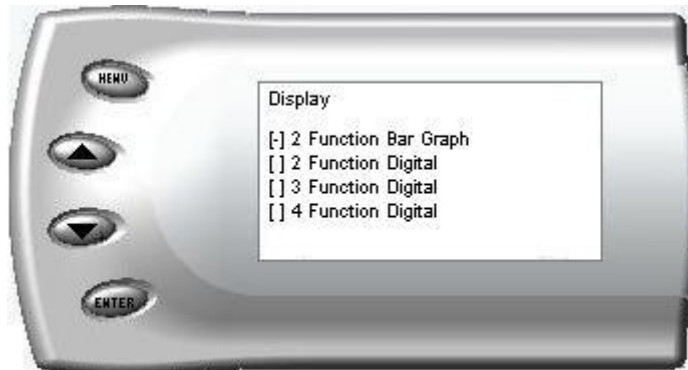 MENU
Display
[-] 2 Function Bar Graph
[ ] 2 Function Digital
[ ] 3 Function Digital
[ ] 4 Function Digital
ENTER